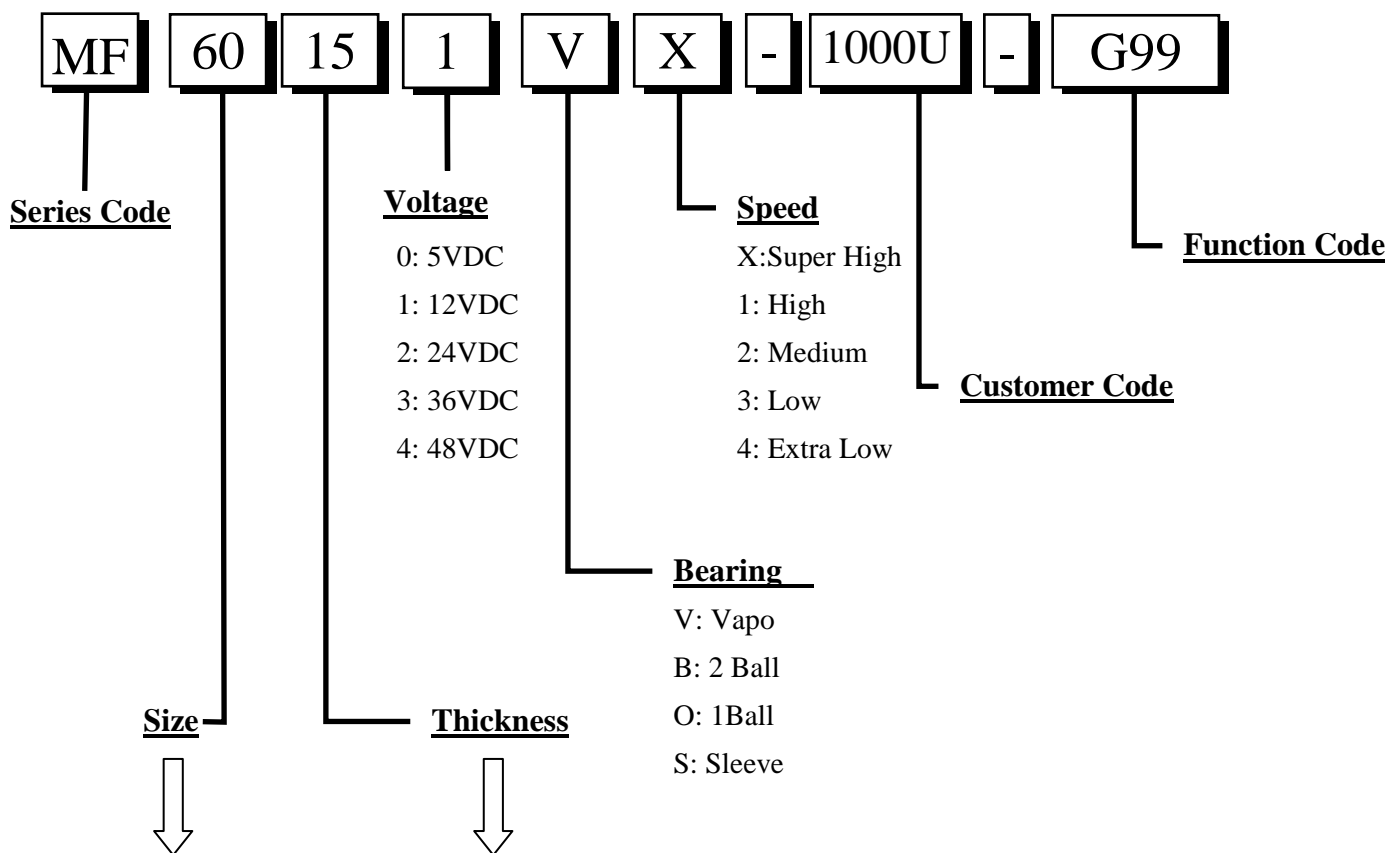 MF 60 15 1 V X - 1000U - G99
Series Code
Voltage
0: 5VDC
1: 12VDC
2: 24VDC
3: 36VDC
4: 48VDC
Speed
X:Super High
1: High
2: Medium
3: Low
4: Extra Low
Function Code
Customer Code
Bearing
V: Vapo
B: 2 Ball
O: 1Ball
S: Sleeve
Size
Thickness